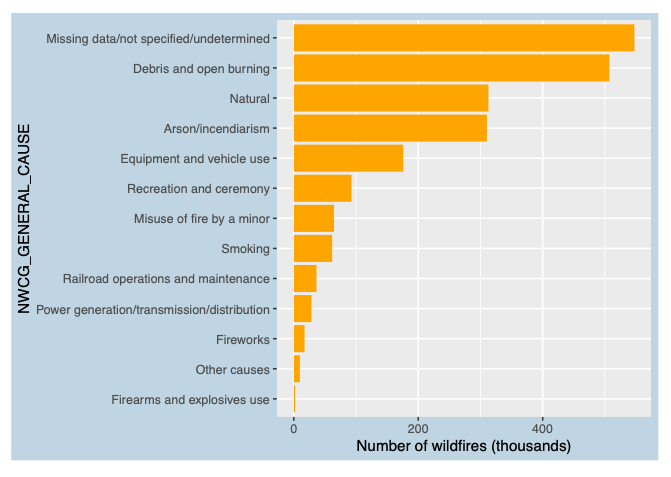 NWCG_GENERAL_CAUSE
Missing data/not specified/undetermined
Debris and open burning
Natural
Arson/incendiarism
Equipment and vehicle use
Recreation and ceremony
Misuse of fire by a minor
Smoking
Railroad operations and maintenance
Power generation/transmission/distribution
Fireworks
Other causes
Firearms and explosives use
0 200 400
Number of wildfires (thousands)